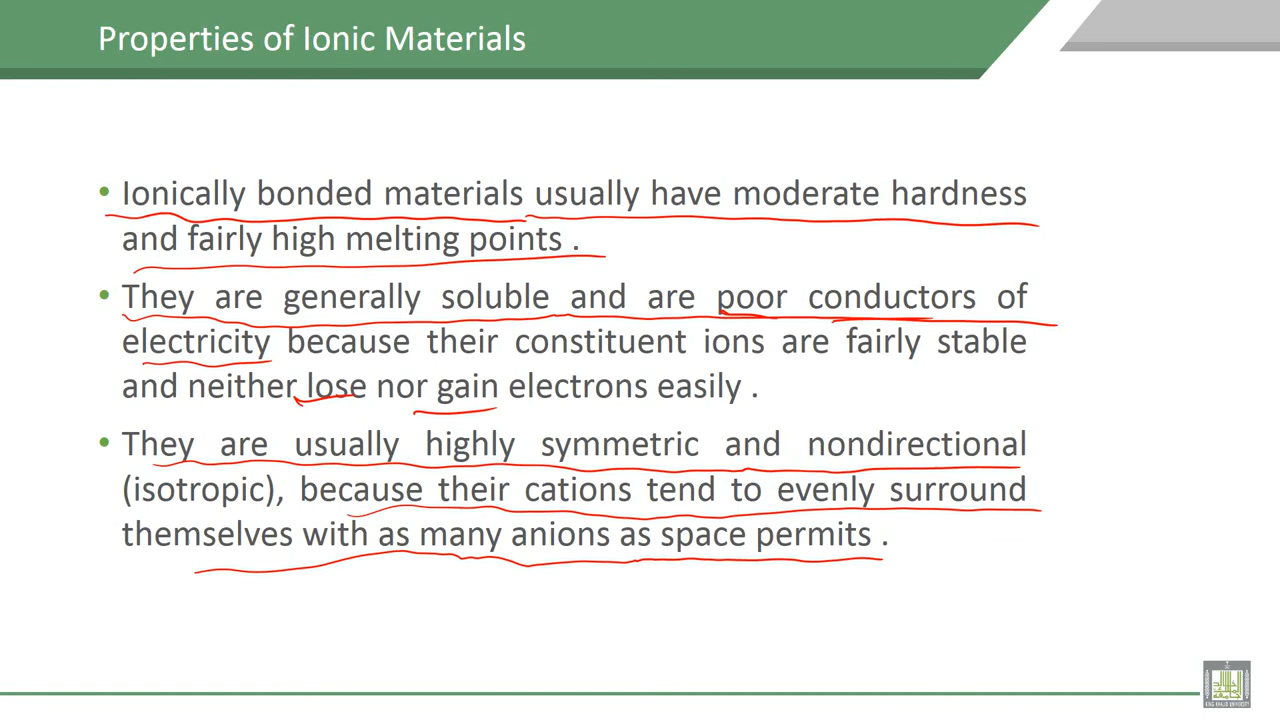 Properties of Ionic Materials
• Ionically bonded materials usually have moderate hardness
and fairly high melting points .
• They are generally soluble and are poor conductors of
electricity because their constituent ions are fairly stable
and neither lose nor gain electrons easily .
• They are usually highly symmetric and nondirectional
(isotropic), because their cations tend to evenly surround
themselves with as many anions as space permits .
KING KHALID UNIVERSITY